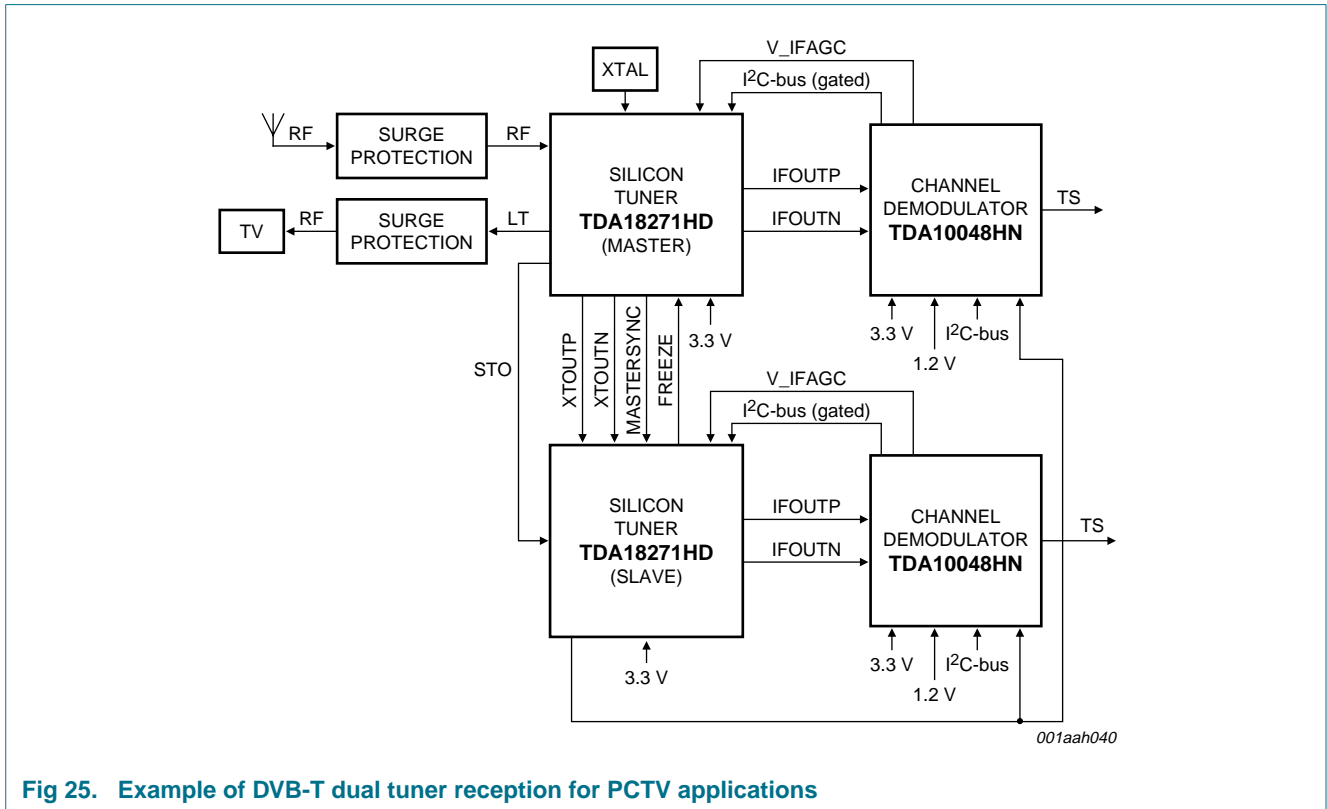 V_IFAGC
XTAL
I2C-bus (gated)
RF
SURGE
PROTECTION
RF
SILICON
TUNER
TDA18271HD
(MASTER)
IFOUTP
IFOUTN
CHANNEL
DEMODULATOR
TDA10048HN
TS
TV
RF
SURGE
PROTECTION
LT
STO
XTOUTP
XTOUTN
MASTERSYNC
FREEZE
3.3 V
3.3 V
1.2 V
I2C-bus
V_IFAGC
I2C-bus (gated)
SILICON
TUNER
TDA18271HD
(SLAVE)
IFOUTP
IFOUTN
CHANNEL
DEMODULATOR
TDA10048HN
TS
3.3 V
3.3 V
1.2 V
I2C-bus
001aah040
Fig 25. Example of DVB-T dual tuner reception for PCTV applications